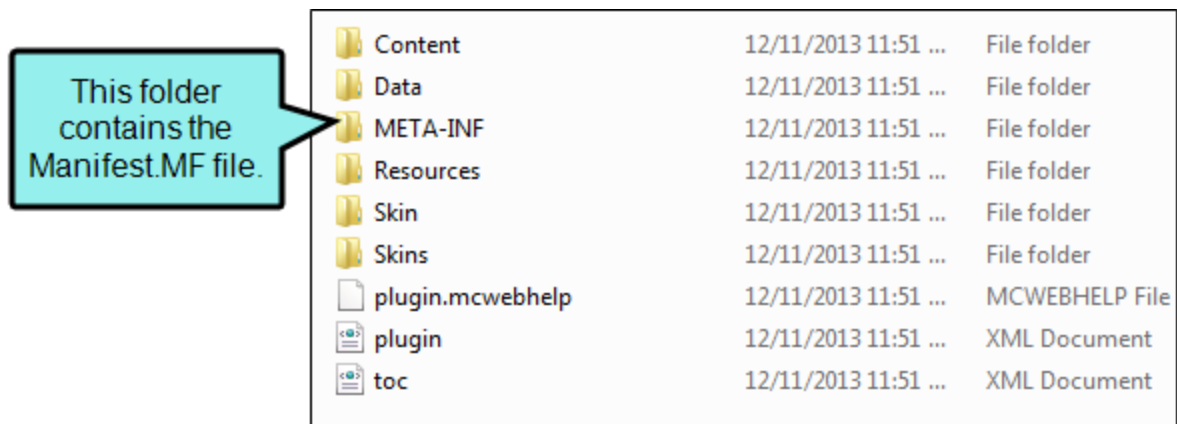 This folder
contains the
Manifest.MF file.
Content 12/11/2013 11:51 ... File folder
Data 12/11/2013 11:51 ... File folder
META-INF 12/11/2013 11:51 ... File folder
Resources 12/11/2013 11:51 ... File folder
Skin 12/11/2013 11:51 ... File folder
Skins 12/11/2013 11:51 ... File folder
plugin.mcwebhelp 12/11/2013 11:51 ... MCWEBHELP File
plugin 12/11/2013 11:51 ... XML Document
toc 12/11/2013 11:51 ... XML Document